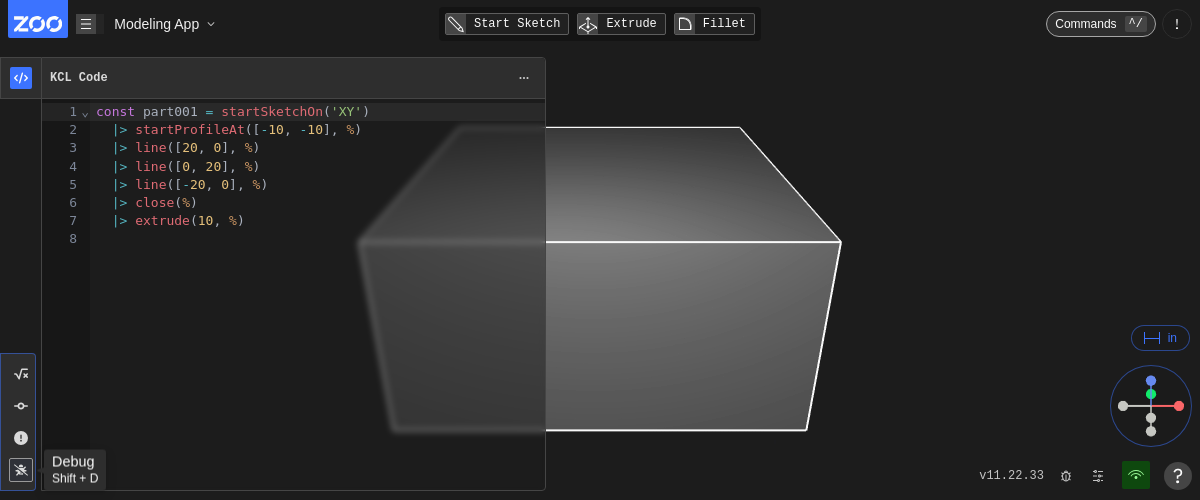 ZOO
Modeling App
Start Sketch
Extrude
Fillet
Commands ^/
!
KCL Code
...
1 const part001 = startSketchOn('XY')
2 |> startProfileAt([-10, -10], %)
3 |> line([20, 0], %)
4 |> line([0, 20], %)
5 |> line([-20, 0], %)
6 |> close(%)
7 |> extrude(10, %)
8
in
Debug
Shift + D
v11.22.33
?